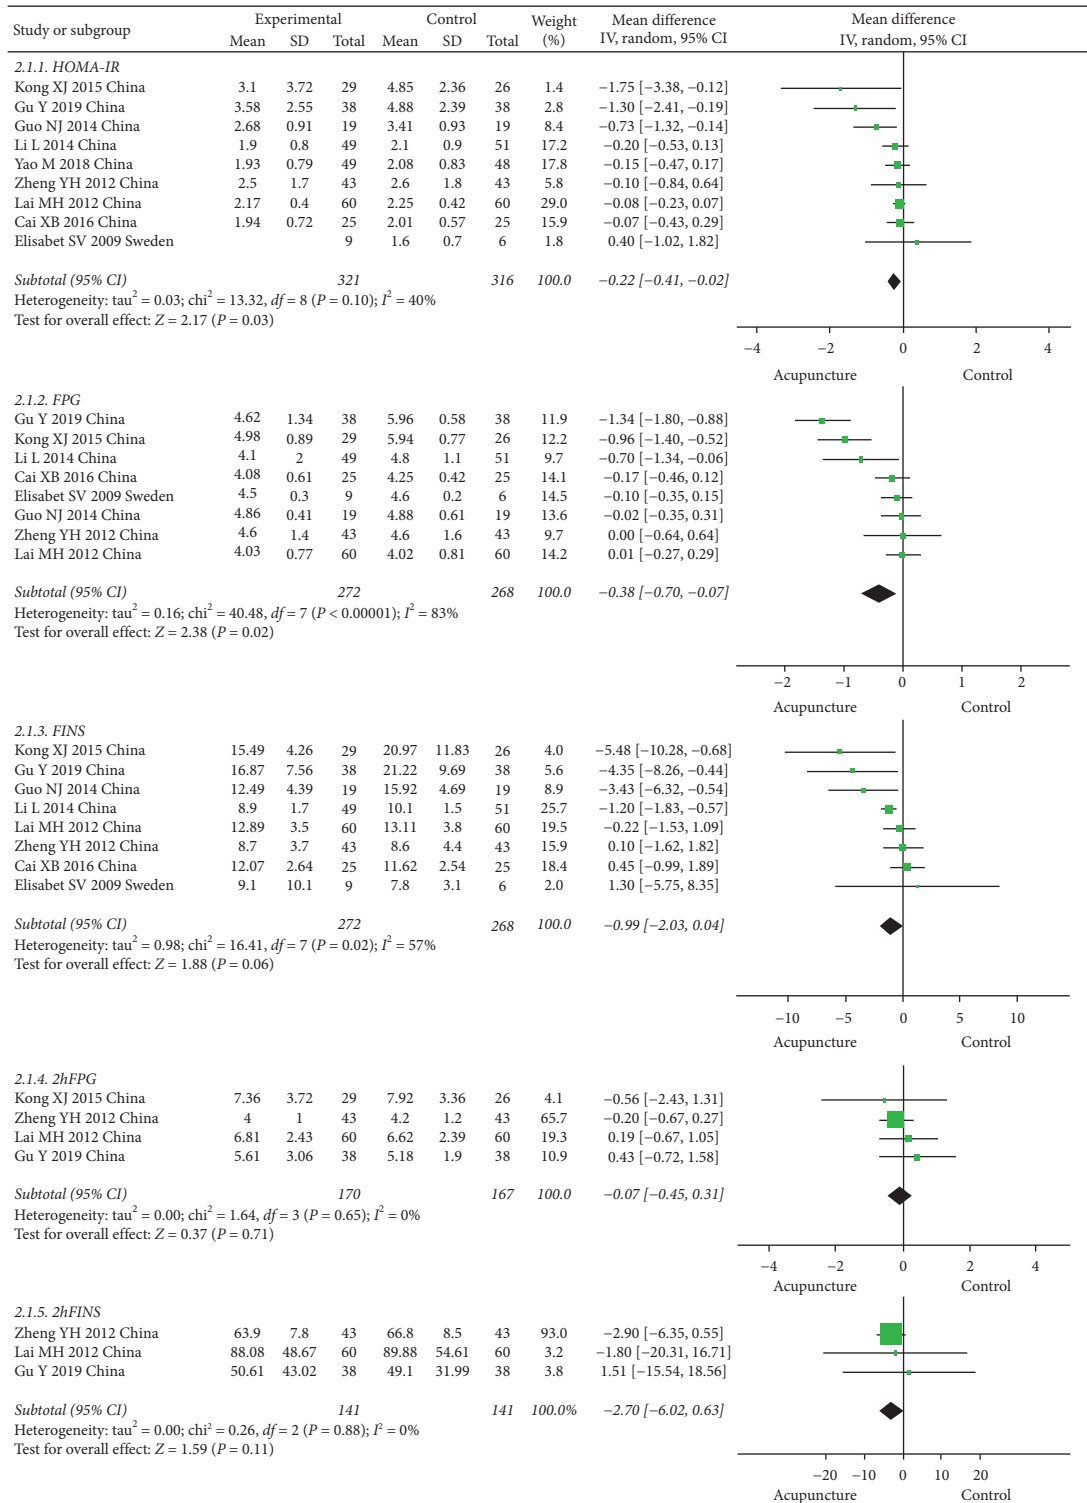 Study or subgroup Experimental Control Weight (%) Mean difference IV, random, 95% CI Mean difference IV, random, 95% CI
Mean SD Total Mean SD Total
2.1.1. HOMA-IR
Kong XJ 2015 China 3.1 3.72 29 4.85 2.36 26 1.4 −1.75 [−3.38, −0.12]
Gu Y 2019 China 3.58 2.55 38 4.88 2.39 38 2.8 −1.30 [−2.41, −0.19]
Guo NJ 2014 China 2.68 0.91 19 3.41 0.93 19 8.4 −0.73 [−1.32, −0.14]
Li L 2014 China 1.9 0.8 49 2.1 0.9 51 17.2 −0.20 [−0.53, 0.13]
Yao M 2018 China 1.93 0.79 49 2.08 0.83 48 17.8 −0.15 [−0.47, 0.17]
Zheng YH 2012 China 2.5 1.7 43 2.6 1.8 43 5.8 −0.10 [−0.84, 0.64]
Lai MH 2012 China 2.17 0.4 60 2.25 0.42 60 29.0 −0.08 [−0.23, 0.07]
Cai XB 2016 China 1.94 0.72 25 2.01 0.57 25 15.9 −0.07 [−0.43, 0.29]
Elisabet SV 2009 Sweden 9 1.6 0.7 6 1.8 0.40 [−1.02, 1.82]
Subtotal (95% CI) 321 316 100.0 −0.22 [−0.41, −0.02]
Heterogeneity: tau² = 0.03; chi² = 13.32, df = 8 (P = 0.10); I² = 40%
Test for overall effect: Z = 2.17 (P = 0.03)
−4 −2 0 2 4
Acupuncture Control
2.1.2. FPG
Gu Y 2019 China 4.62 1.34 38 5.96 0.58 38 11.9 −1.34 [−1.80, −0.88]
Kong XJ 2015 China 4.98 0.89 29 5.94 0.77 26 12.2 −0.96 [−1.40, −0.52]
Li L 2014 China 4.1 2 49 4.8 1.1 51 9.7 −0.70 [−1.34, −0.06]
Cai XB 2016 China 4.08 0.61 25 4.25 0.42 25 14.1 −0.17 [−0.46, 0.12]
Elisabet SV 2009 Sweden 4.5 0.3 9 4.6 0.2 6 14.5 −0.10 [−0.35, 0.15]
Guo NJ 2014 China 4.86 0.41 19 4.88 0.61 19 13.6 −0.02 [−0.35, 0.31]
Zheng YH 2012 China 4.6 1.4 43 4.6 1.6 43 9.7 0.00 [−0.64, 0.64]
Lai MH 2012 China 4.03 0.77 60 4.02 0.81 60 14.2 0.01 [−0.27, 0.29]
Subtotal (95% CI) 272 268 100.0 −0.38 [−0.70, −0.07]
Heterogeneity: tau² = 0.16; chi² = 40.48, df = 7 (P < 0.00001); I² = 83%
Test for overall effect: Z = 2.38 (P = 0.02)
−2 −1 0 1 2
Acupuncture Control
2.1.3. FINS
Kong XJ 2015 China 15.49 4.26 29 20.97 11.83 26 4.0 −5.48 [−10.28, −0.68]
Gu Y 2019 China 16.87 7.56 38 21.22 9.69 38 5.6 −4.35 [−8.26, −0.44]
Guo NJ 2014 China 12.49 4.39 19 15.92 4.69 19 8.9 −3.43 [−6.32, −0.54]
Li L 2014 China 8.9 1.7 49 10.1 1.5 51 25.7 −1.20 [−1.83, −0.57]
Lai MH 2012 China 12.89 3.5 60 13.11 3.8 60 19.5 −0.22 [−1.53, 1.09]
Zheng YH 2012 China 8.7 3.7 43 8.6 4.4 43 15.9 0.10 [−1.62, 1.82]
Cai XB 2016 China 12.07 2.64 25 11.62 2.54 25 18.4 0.45 [−0.99, 1.89]
Elisabet SV 2009 Sweden 9.1 10.1 9 7.8 3.1 6 2.0 1.30 [−5.75, 8.35]
Subtotal (95% CI) 272 268 100.0 −0.99 [−2.03, 0.04]
Heterogeneity: tau² = 0.98; chi² = 16.41, df = 7 (P = 0.02); I² = 57%
Test for overall effect: Z = 1.88 (P = 0.06)
−10 −5 0 5 10
Acupuncture Control
2.1.4. 2hFPG
Kong XJ 2015 China 7.36 3.72 29 7.92 3.36 26 4.1 −0.56 [−2.43, 1.31]
Zheng YH 2012 China 4 1 43 4.2 1.2 43 65.7 −0.20 [−0.67, 0.27]
Lai MH 2012 China 6.81 2.43 60 6.62 2.39 60 19.3 0.19 [−0.67, 1.05]
Gu Y 2019 China 5.61 3.06 38 5.18 1.9 38 10.9 0.43 [−0.72, 1.58]
Subtotal (95% CI) 170 167 100.0 −0.07 [−0.45, 0.31]
Heterogeneity: tau² = 0.00; chi² = 1.64, df = 3 (P = 0.65); I² = 0%
Test for overall effect: Z = 0.37 (P = 0.71)
−4 −2 0 2 4
Acupuncture Control
2.1.5. 2hFINS
Zheng YH 2012 China 63.9 7.8 43 66.8 8.5 43 93.0 −2.90 [−6.35, 0.55]
Lai MH 2012 China 88.08 48.67 60 89.88 54.61 60 3.2 −1.80 [−20.31, 16.71]
Gu Y 2019 China 50.61 43.02 38 49.1 31.99 38 3.8 1.51 [−15.54, 18.56]
Subtotal (95% CI) 141 141 100.0% −2.70 [−6.02, 0.63]
Heterogeneity: tau² = 0.00; chi² = 0.26, df = 2 (P = 0.88); I² = 0%
Test for overall effect: Z = 1.59 (P = 0.11)
−20 −10 0 10 20
Acupuncture Control